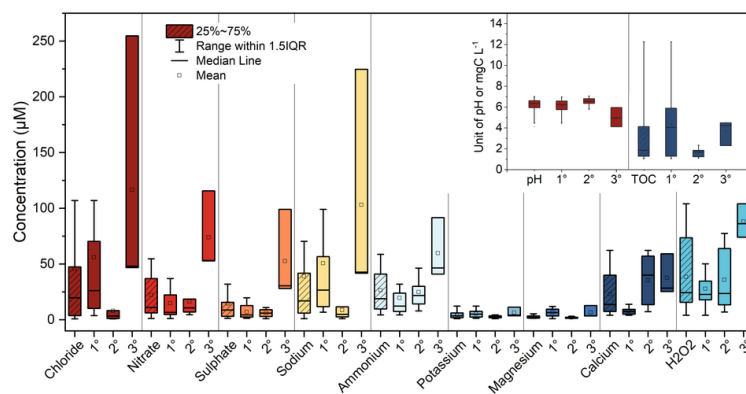 250
200
150
100
50
0
Concentration (µM)
25%~75%
Range within 1.5IQR
Median Line
Mean
Unit of pH or mgC L⁻¹
14
12
10
8
6
4
2
0
pH 1° 2° 3° TOC 1° 2° 3°
Chloride 1° 2° 3° Nitrate 1° 2° 3° Sulphate 1° 2° 3° Sodium 1° 2° 3° Ammonium 1° 2° 3° Potassium 1° 2° 3° Magnesium 1° 2° 3° Calcium 1° 2° 3° H2O2 1° 2° 3°